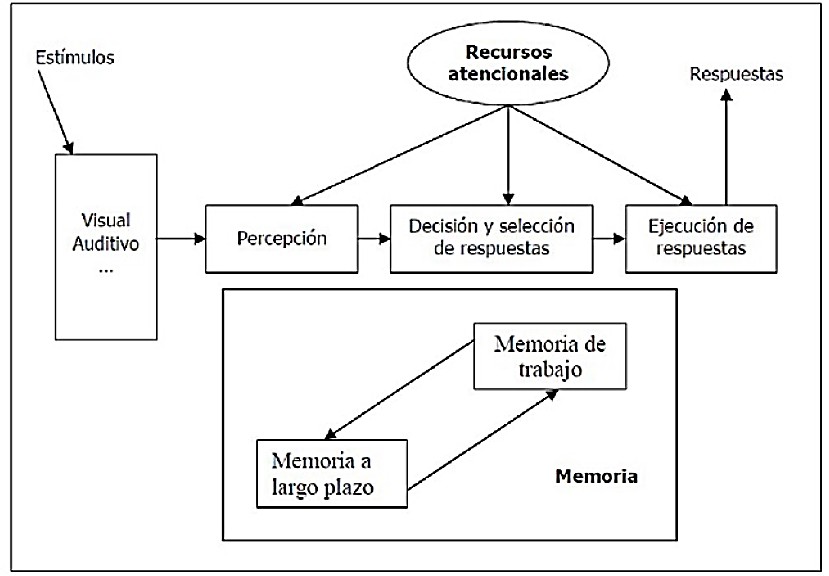 Estímulos
Recursos
atencionales
Respuestas
Visual
Auditivo
...
Percepción
Decisión y selección
de respuestas
Ejecución de
respuestas
Memoria de
trabajo
Memoria a
largo plazo
Memoria